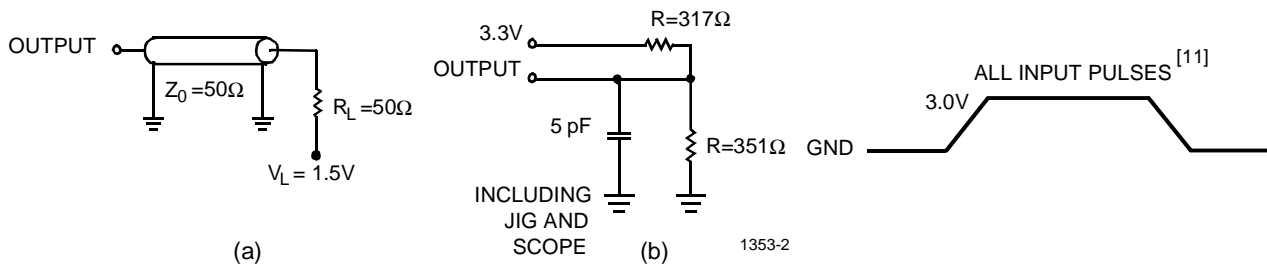 OUTPUT
Z0 =50Ω
RL =50Ω
VL = 1.5V
(a)
R=317Ω
3.3V
OUTPUT
5 pF
R=351Ω
INCLUDING
JIG AND
SCOPE
(b)
1353-2
ALL INPUT PULSES [11]
3.0V
GND